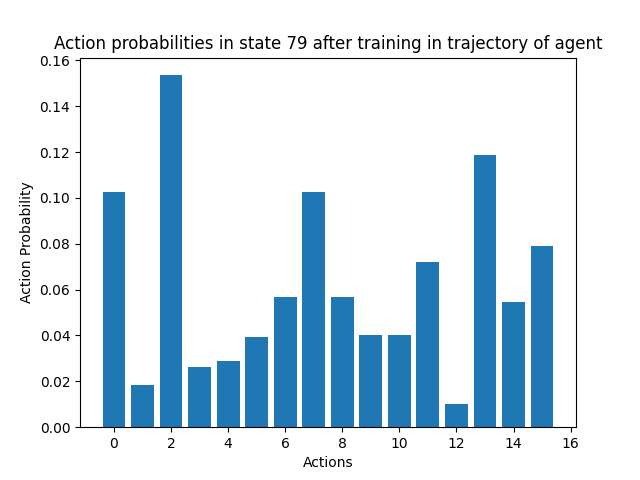 Action probabilities in state 79 after training in trajectory of agent
0.16
0.14
0.12
0.10
0.08
0.06
0.04
0.02
0.00
Action Probability
0 2 4 6 8 10 12 14 16
Actions